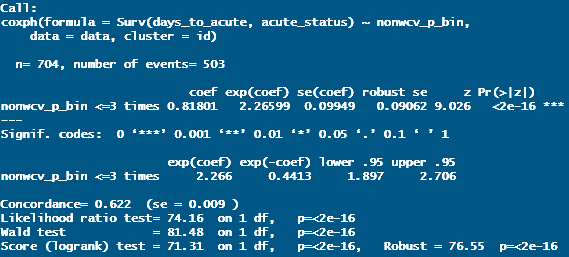 Call:
coxph(formula = Surv(days_to_acute, acute_status) ~ nonwcv_p_bin,
data = data, cluster = id)
n= 704, number of events= 503
coef exp(coef) se(coef) robust se z Pr(>|z|)
nonwcv_p_bin <=3 times 0.81801 2.26599 0.09949 0.09062 9.026 <2e-16 ***
---
Signif. codes: 0 ‘***’ 0.001 ‘**’ 0.01 ‘*’ 0.05 ‘.’ 0.1 ‘ ’ 1
exp(coef) exp(-coef) lower .95 upper .95
nonwcv_p_bin <=3 times 2.266 0.4413 1.897 2.706
Concordance= 0.622 (se = 0.009 )
Likelihood ratio test= 74.16 on 1 df, p=<2e-16
Wald test = 81.48 on 1 df, p=<2e-16
Score (logrank) test = 71.31 on 1 df, p=<2e-16, Robust = 76.55 p=<2e-16